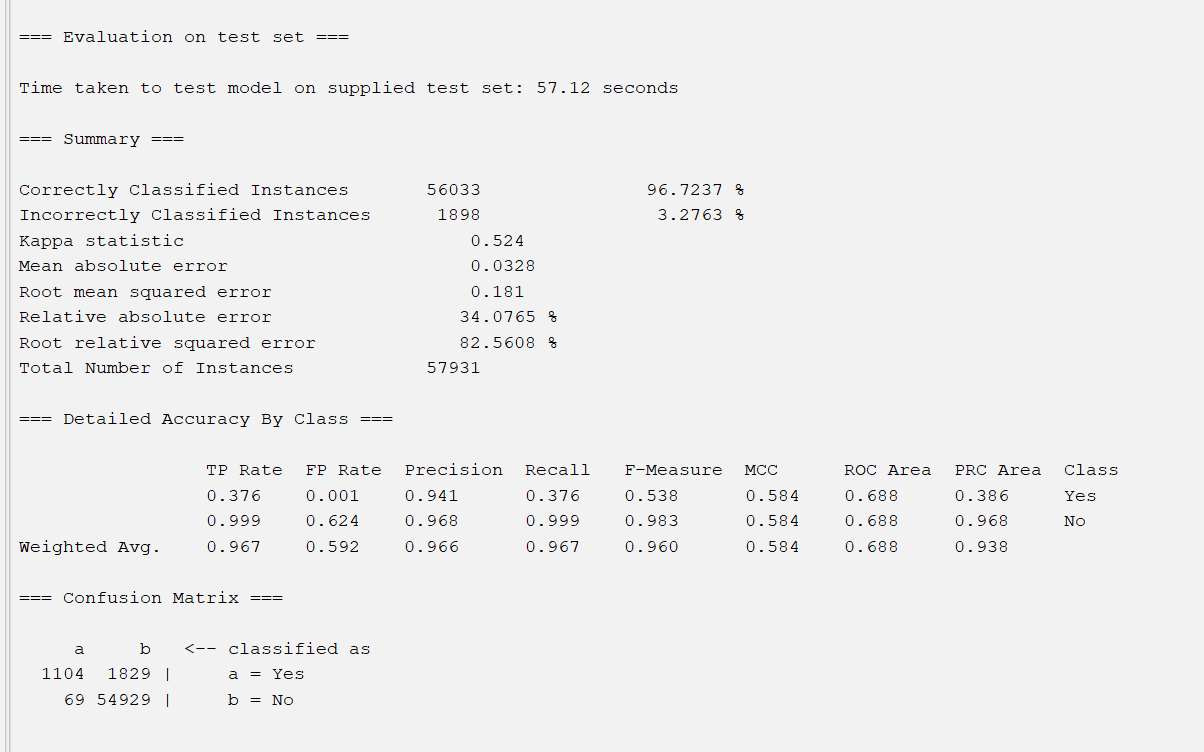 === Evaluation on test set ===
Time taken to test model on supplied test set: 57.12 seconds
=== Summary ===
Correctly Classified Instances 56033 96.7237 %
Incorrectly Classified Instances 1898 3.2763 %
Kappa statistic 0.524
Mean absolute error 0.0328
Root mean squared error 0.181
Relative absolute error 34.0765 %
Root relative squared error 82.5608 %
Total Number of Instances 57931
=== Detailed Accuracy By Class ===
TP Rate FP Rate Precision Recall F-Measure MCC ROC Area PRC Area Class
0.376 0.001 0.941 0.376 0.538 0.584 0.688 0.386 Yes
0.999 0.624 0.968 0.999 0.983 0.584 0.688 0.968 No
Weighted Avg. 0.967 0.592 0.966 0.967 0.960 0.584 0.688 0.938
=== Confusion Matrix ===
a b <-- classified as
1104 1829 | a = Yes
69 54929 | b = No